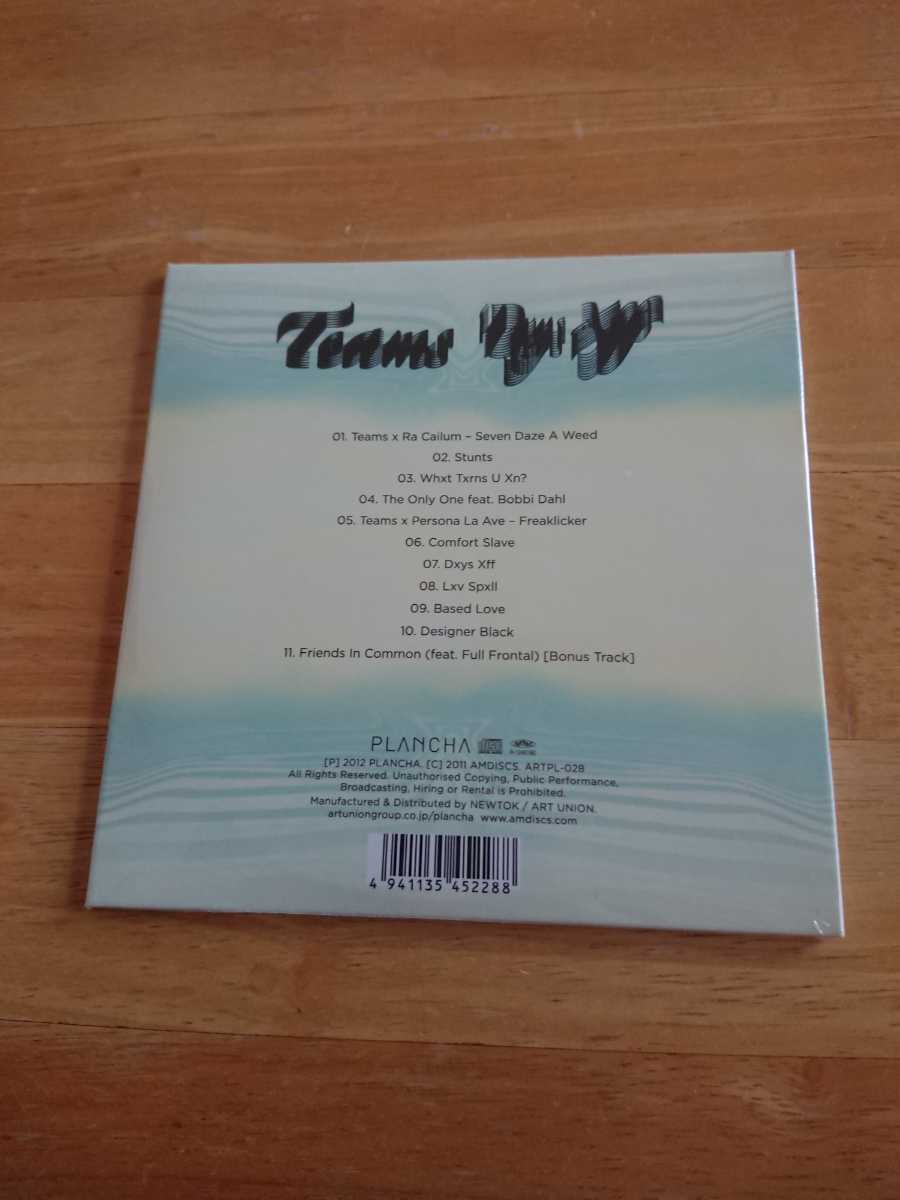 Teams
01. Teams x Ra Cailum – Seven Daze A Weed
02. Stunts
03. Whxt Txrns U Xn?
04. The Only One feat. Bobbi Dahl
05. Teams x Persona La Ave – Freaklicker
06. Comfort Slave
07. Dxys Xff
08. Lxv Spxll
09. Based Love
10. Designer Black
11. Friends In Common (feat. Full Frontal) [Bonus Track]
PLANCHA
[P] 2012 PLANCHA. [C] 2011 AMDISCS. ARTPL-028
All Rights Reserved. Unauthorised Copying, Public Performance,
Broadcasting, Hiring or Rental is Prohibited.
Manufactured & Distributed by NEWTOK / ART UNION.
artuniongroup.co.jp/plancha www.amdiscs.com
4 941135 452288